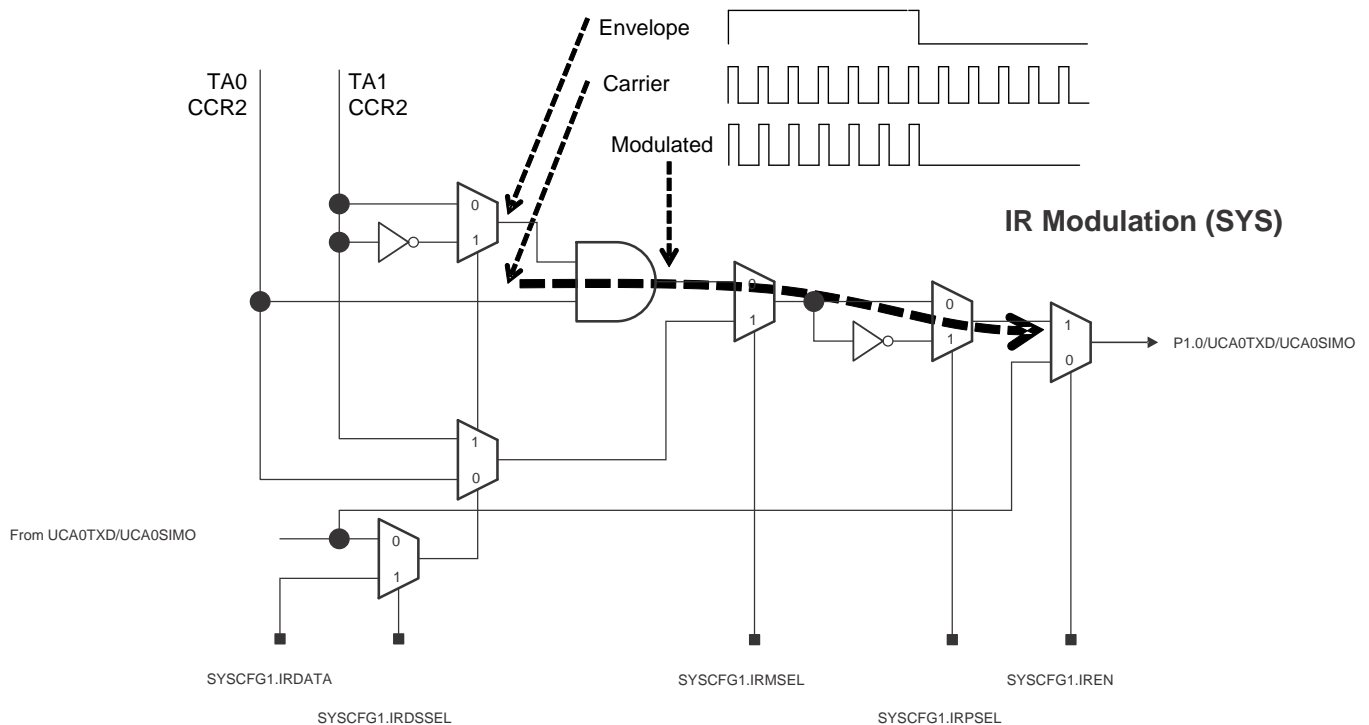 Envelope
TA0
CCR2
TA1
CCR2
Carrier
Modulated
IR Modulation (SYS)
0
1
0
1
0
1
1
0
P1.0/UCA0TXD/UCA0SIMO
1
0
From UCA0TXD/UCA0SIMO
0
1
SYSCFG1.IRDATA
SYSCFG1.IRMSEL
SYSCFG1.IREN
SYSCFG1.IRDSSEL
SYSCFG1.IRPSEL